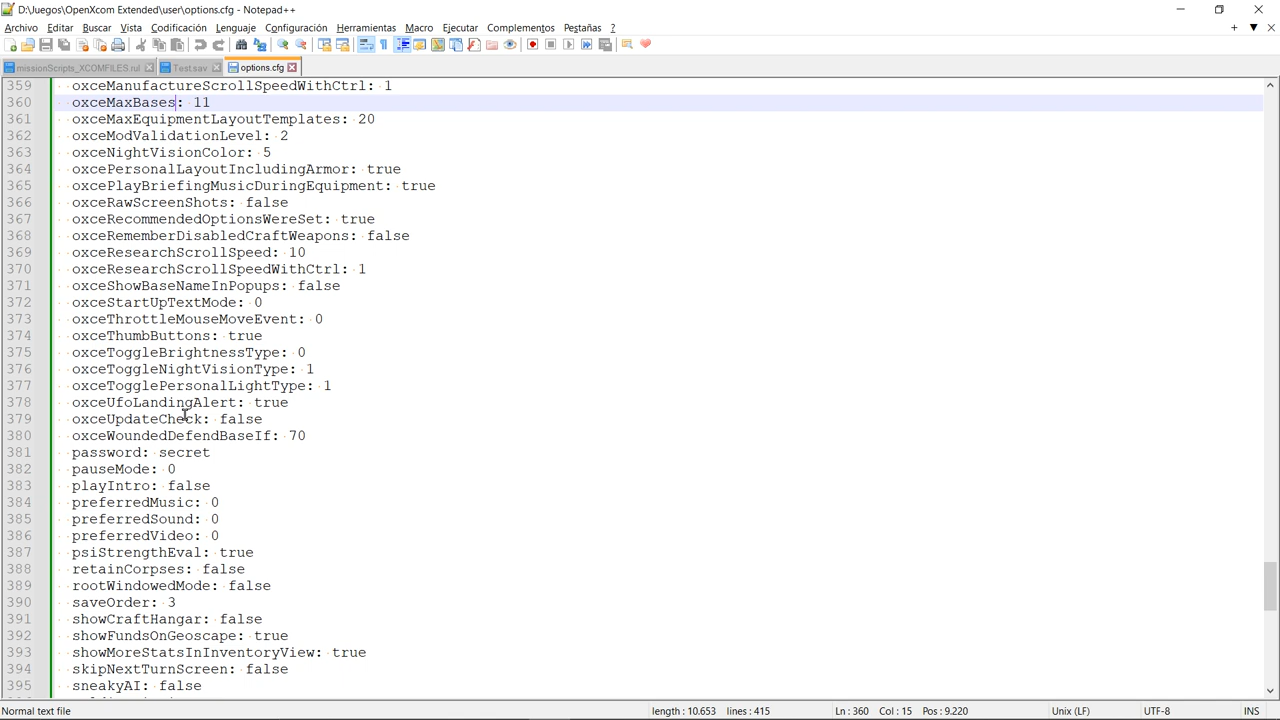 D:\Juegos\OpenXcom Extended\user\options.cfg - Notepad++
Archivo Editar Buscar Vista Codificación Lenguaje Configuración Herramientas Macro Ejecutar Complementos Pestañas ?
missionScripts_XCOMFILES.rul Test.sav options.cfg
359 oxceManufactureScrollSpeedWithCtrl: 1
360 oxceMaxBases: 11
361 oxceMaxEquipmentLayoutTemplates: 20
362 oxceModValidationLevel: 2
363 oxceNightVisionColor: 5
364 oxcePersonalLayoutIncludingArmor: true
365 oxcePlayBriefingMusicDuringEquipment: true
366 oxceRawScreenShots: false
367 oxceRecommendedOptionsWereSet: true
368 oxceRememberDisabledCraftWeapons: false
369 oxceResearchScrollSpeed: 10
370 oxceResearchScrollSpeedWithCtrl: 1
371 oxceShowBaseNameInPopups: false
372 oxceStartUpTextMode: 0
373 oxceThrottleMouseMoveEvent: 0
374 oxceThumbButtons: true
375 oxceToggleBrightnessType: 0
376 oxceToggleNightVisionType: 1
377 oxceTogglePersonalLightType: 1
378 oxceUfoLandingAlert: true
379 oxceUpdateCheck: false
380 oxceWoundedDefendBaseIf: 70
381 password: secret
382 pauseMode: 0
383 playIntro: false
384 preferredMusic: 0
385 preferredSound: 0
386 preferredVideo: 0
387 psiStrengthEval: true
388 retainCorpses: false
389 rootWindowedMode: false
390 saveOrder: 3
391 showCraftHangar: false
392 showFundsOnGeoscape: true
393 showMoreStatsInInventoryView: true
394 skipNextTurnScreen: false
395 sneakyAI: false
Normal text file length : 10.653 lines : 415 Ln : 360 Col : 15 Pos : 9.220 Unix (LF) UTF-8 INS